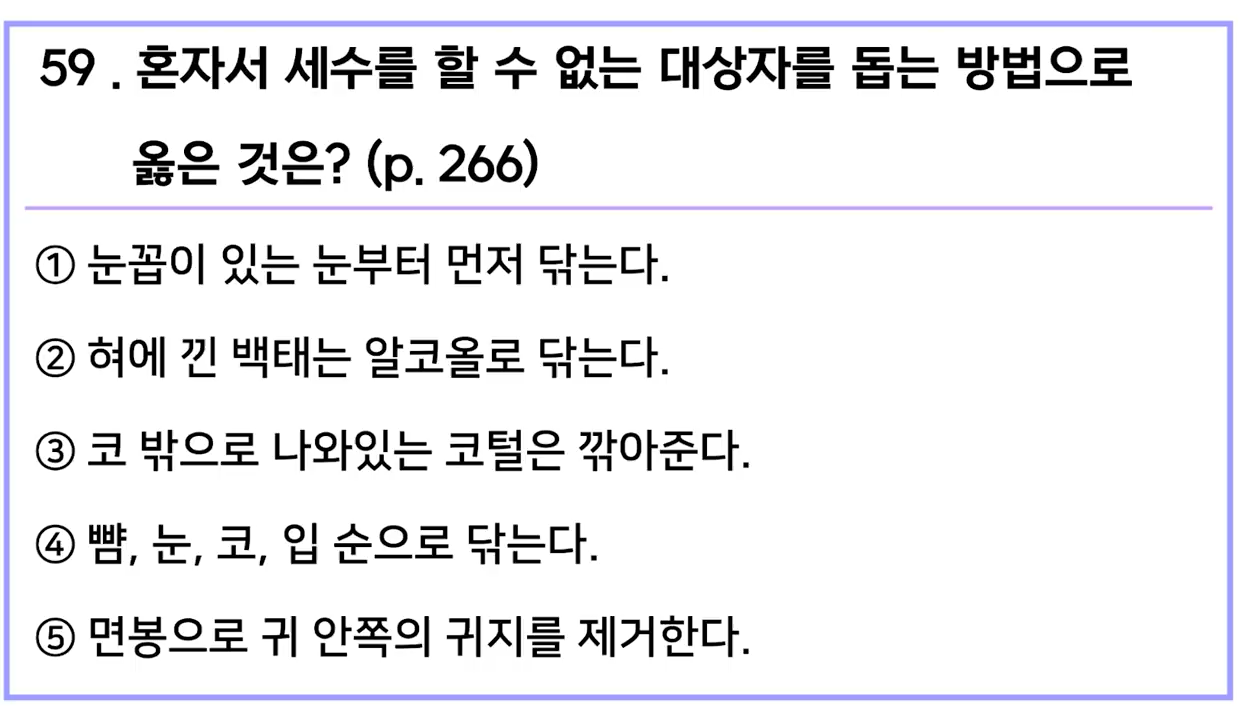 59 . 혼자서 세수를 할 수 없는 대상자를 돕는 방법으로
옳은 것은? (p. 266)
① 눈꼽이 있는 눈부터 먼저 닦는다.
② 혀에 낀 백태는 알코올로 닦는다.
③ 코 밖으로 나와있는 코털은 깎아준다.
④ 뺨, 눈, 코, 입 순으로 닦는다.
⑤ 면봉으로 귀 안쪽의 귀지를 제거한다.